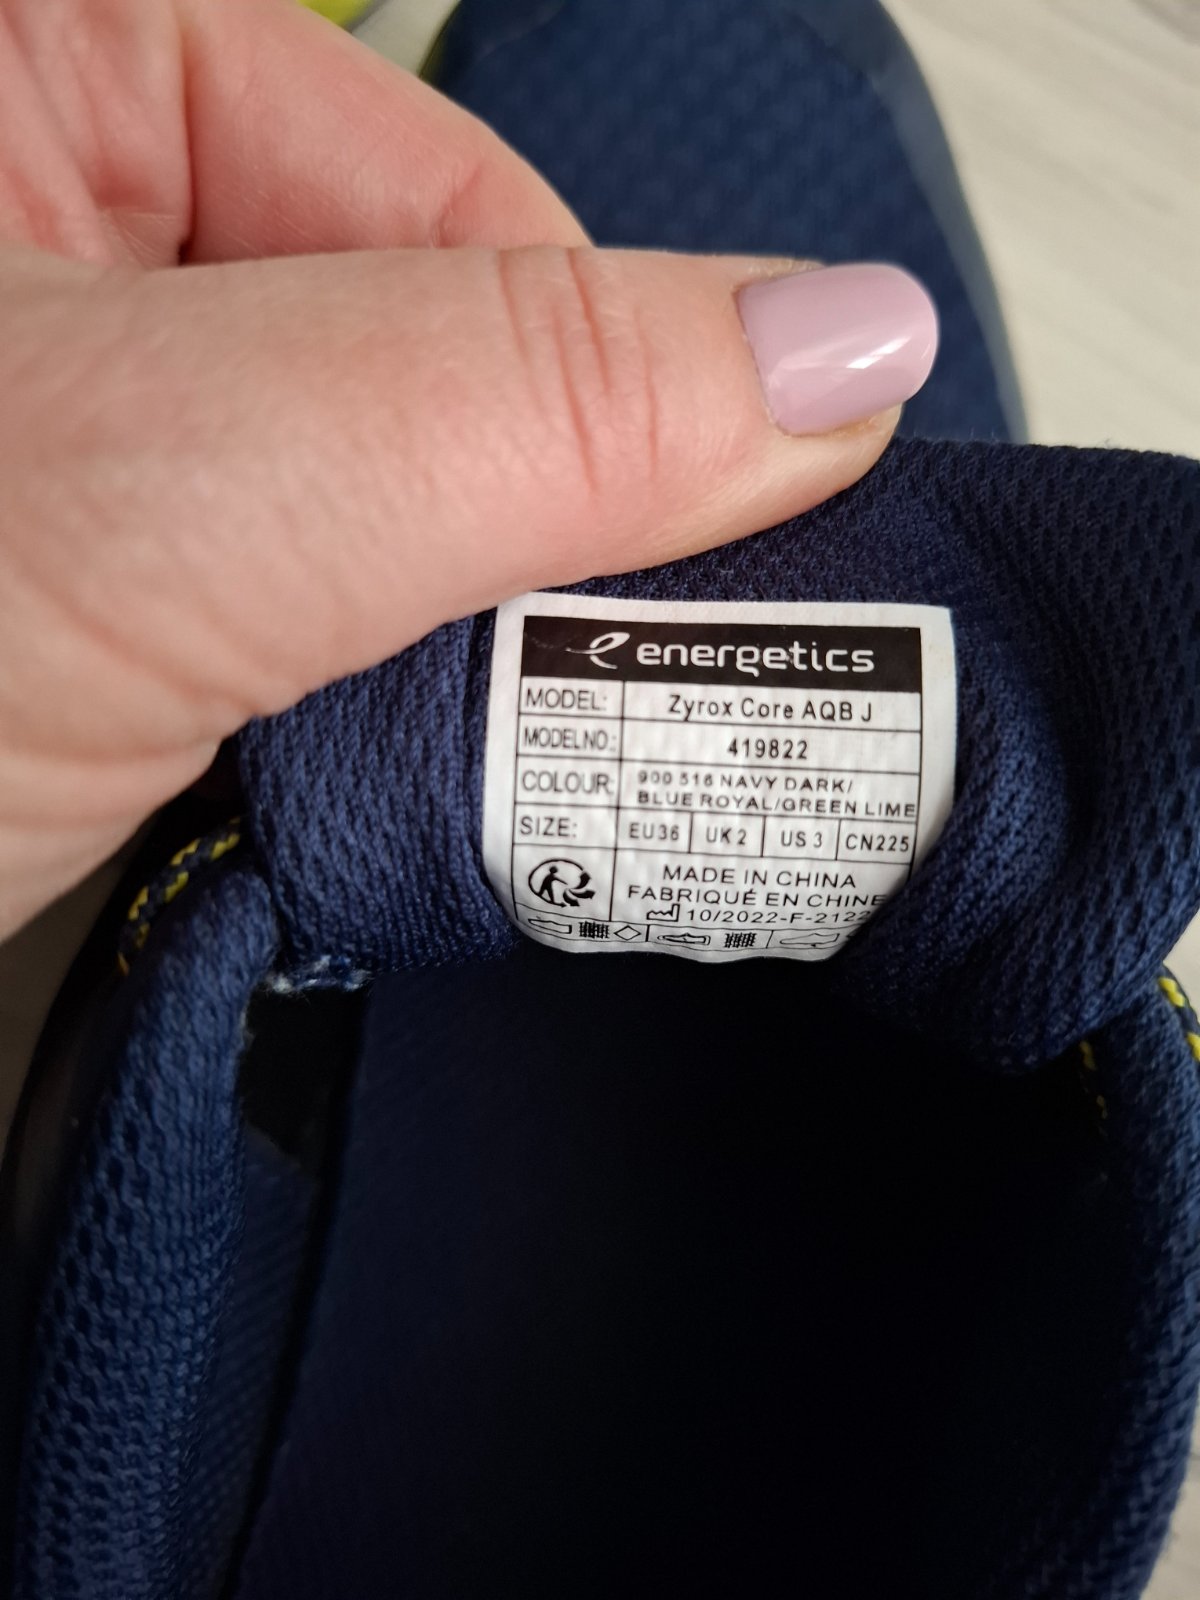 energetics
MODEL: Zyrox Core AQB J
MODEL NO.: 419822
COLOUR: 900 516 NAVY DARK/
BLUE ROYAL/GREEN LIME
SIZE: EU36 UK 2 US 3 CN225
MADE IN CHINA
FABRIQUÉ EN CHINE
10/2022-F-2122